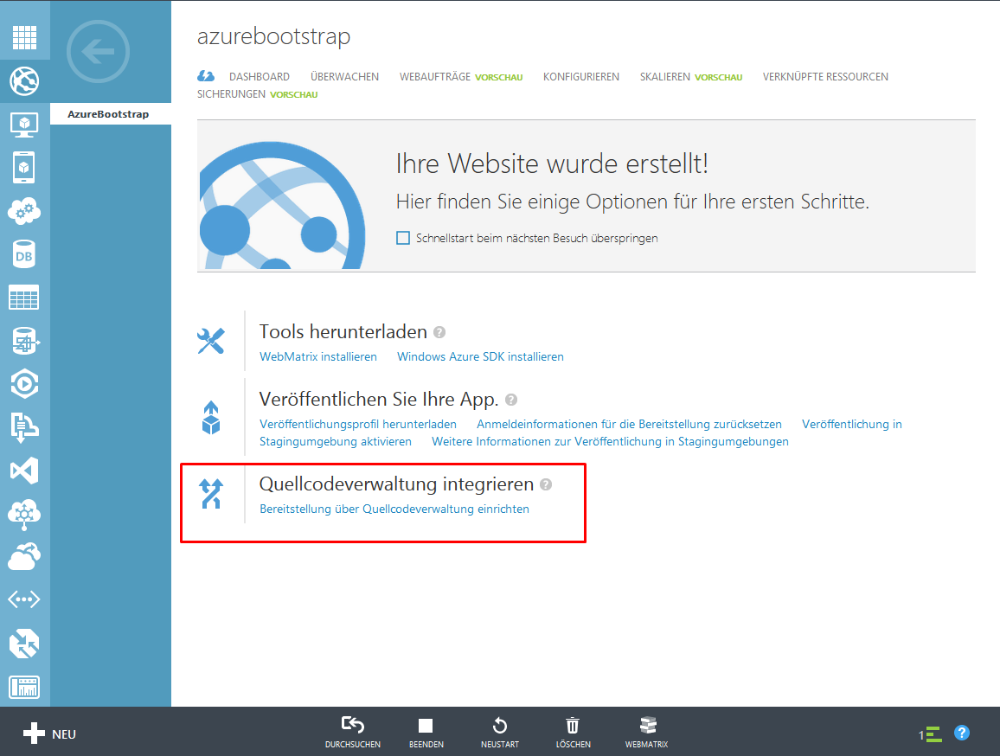 azurebootstrap
DASHBOARD ÜBERWACHEN WEBAUFTRÄGE VORSCHAU KONFIGURIEREN SKALIEREN VORSCHAU VERKNÜPFTE RESSOURCEN
SICHERUNGEN VORSCHAU
AzureBootstrap
Ihre Website wurde erstellt!
Hier finden Sie einige Optionen für Ihre ersten Schritte.
Schnellstart beim nächsten Besuch überspringen
DB
Tools herunterladen ?
WebMatrix installieren Windows Azure SDK installieren
Veröffentlichen Sie Ihre App. ?
Veröffentlichungsprofil herunterladen Anmeldeinformationen für die Bereitstellung zurücksetzen Veröffentlichung in
Stagingumgebung aktivieren Weitere Informationen zur Veröffentlichung in Stagingumgebungen
Quellcodeverwaltung integrieren ?
Bereitstellung über Quellcodeverwaltung einrichten
NEU DURCHSUCHEN BEENDEN NEUSTART LÖSCHEN WEBMATRIX 1 ?